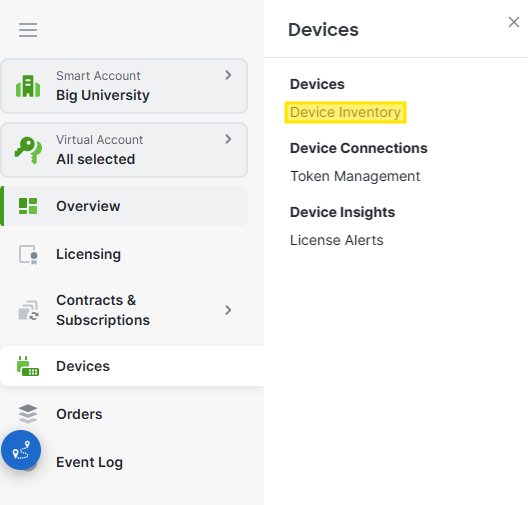 Smart Account
Big University
Virtual Account
All selected
Overview
Licensing
Contracts &
Subscriptions
Devices
Orders
Event Log
Devices
Devices
Device Inventory
Device Connections
Token Management
Device Insights
License Alerts